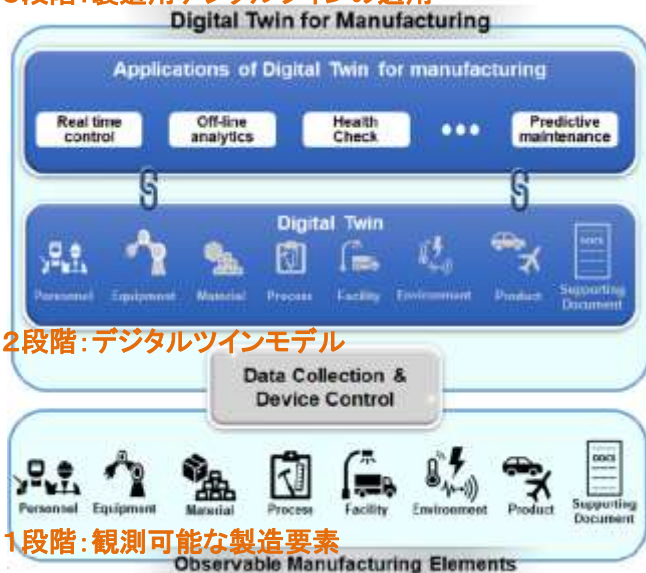 Digital Twin for Manufacturing
Applications of Digital Twin for manufacturing
Real time control
Off-line analytics
Health Check
•••
Predictive maintenance
Digital Twin
DOCS
Personnel
Equipment
Material
Process
Facility
Environment
Product
Supporting Document
2段階:デジタルツインモデル
Data Collection &
Device Control
DOCS
Personnel
Equipment
Material
Process
Facility
Environment
Product
Supporting Document
1段階:観測可能な製造要素
Observable Manufacturing Elements